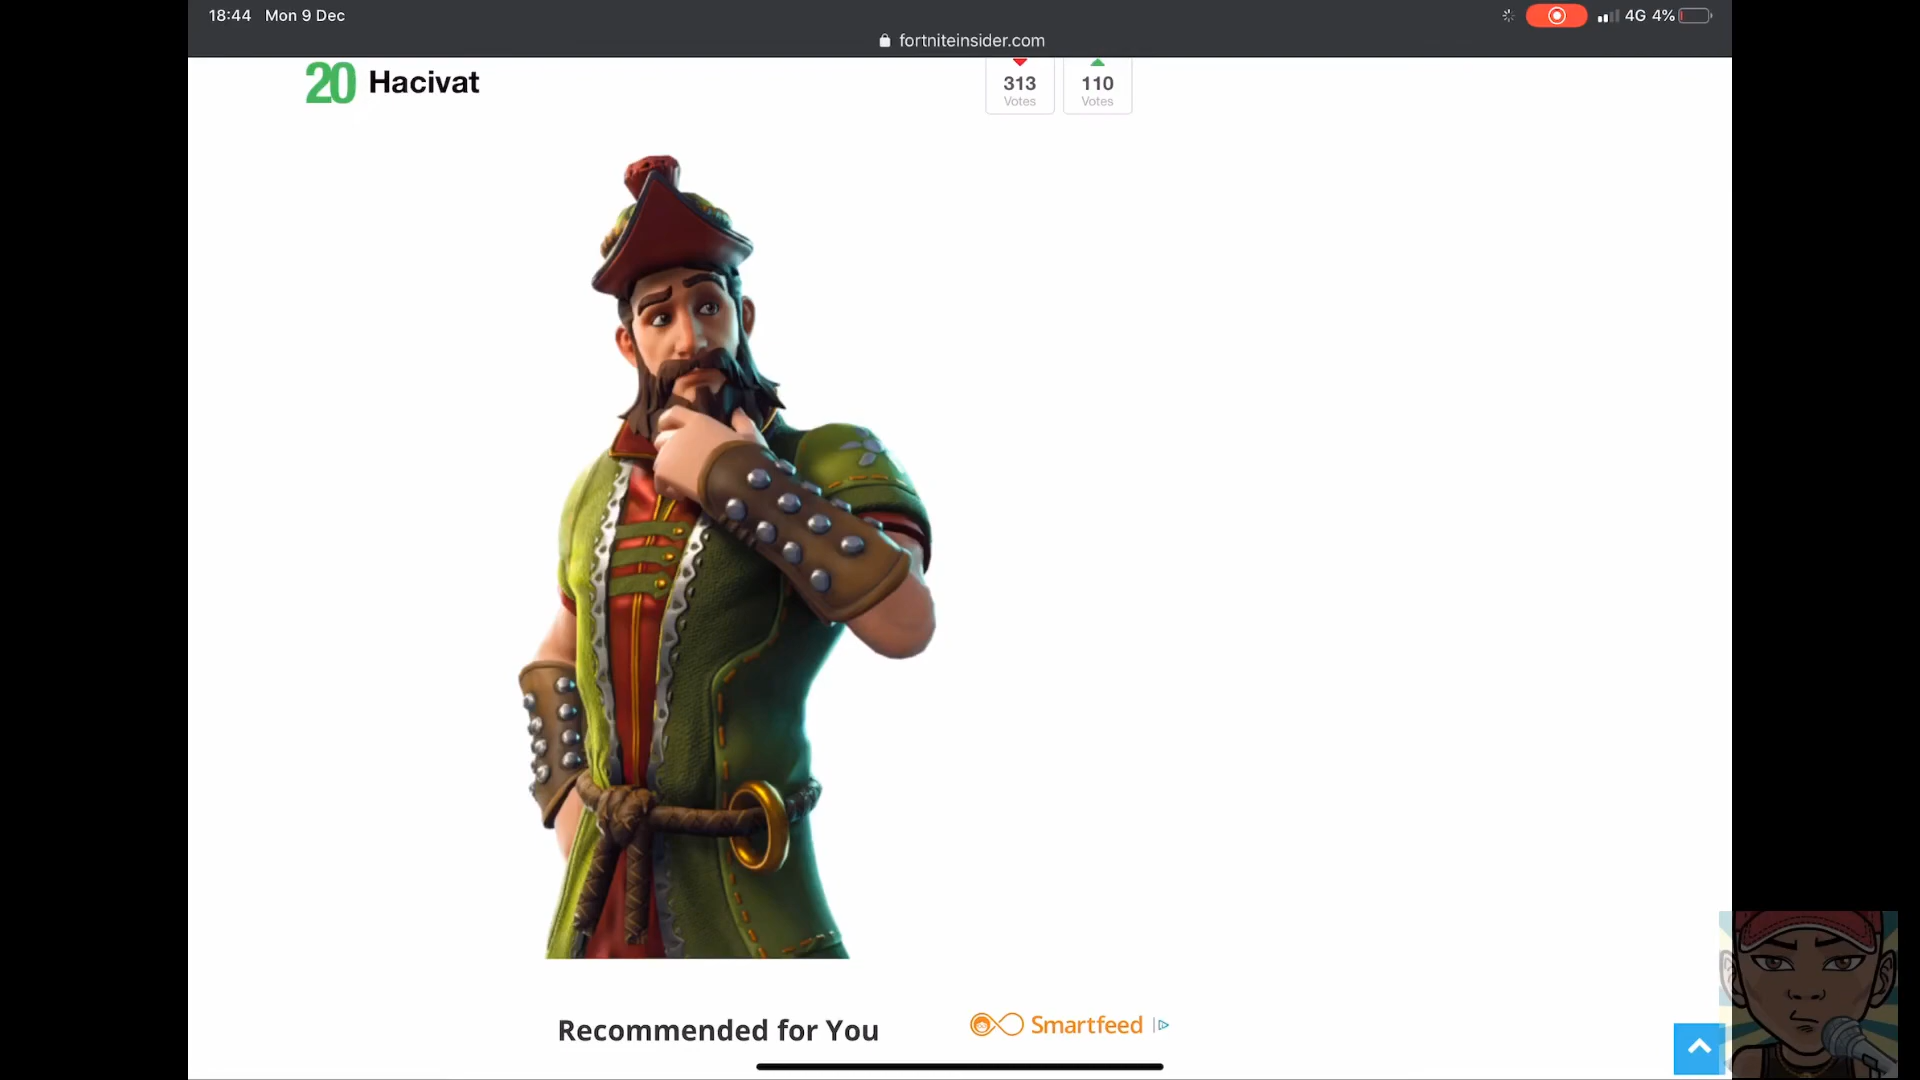 18:44 Mon 9 Dec
4G 4%
fortniteinsider.com
20 Hacivat
313
Votes
110
Votes
Recommended for You
Smartfeed